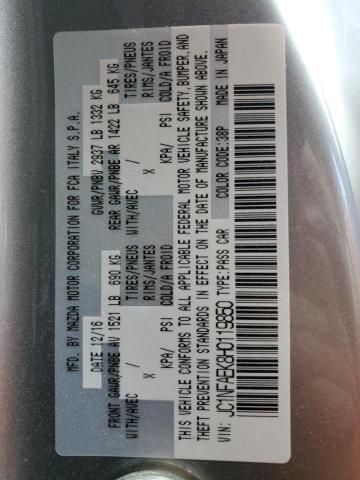 MFD. BY MAZDA MOTOR CORPORATION FOR FCA ITALY S.P.A.
DATE 12/16 GVWR/PNBV 2937 LB 1332 KG
FRONT GAWR/PNBE AV 1521 LB 690 KG REAR GAWR/PNBE AR 1422 LB 645 KG
TIRES/PNEUS TIRES/PNEUS
WITH/AVEC / RIMS/JANTES WITH/AVEC / RIMS/JANTES
X X
KPA/ PSI COLD/A FROID KPA/ PSI COLD/A FROID
THIS VEHICLE CONFORMS TO ALL APPLICABLE FEDERAL MOTOR VEHICLE SAFETY, BUMPER, AND
THEFT PREVENTION STANDARDS IN EFFECT ON THE DATE OF MANUFACTURE SHOWN ABOVE.
JC1NFAEK8H0119850
VIN: TYPE: PASS CAR COLOR CODE: 38P MADE IN JAPAN